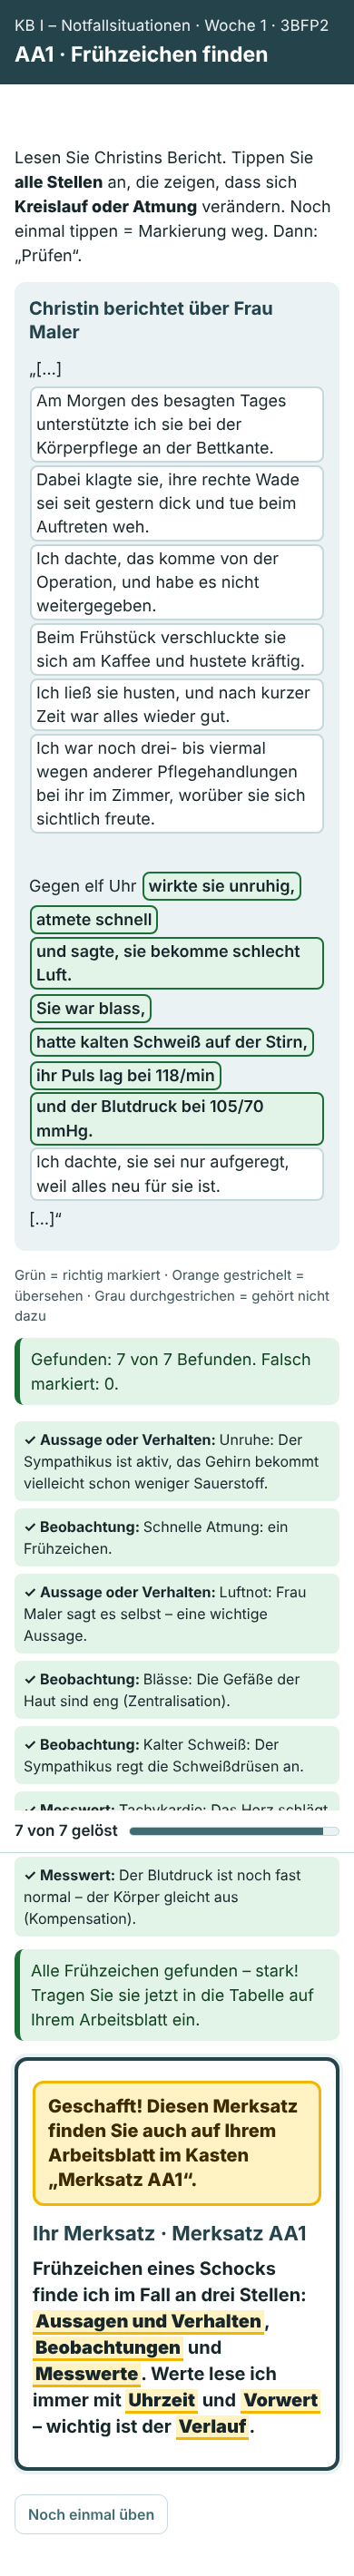 KB I – Notfallsituationen · Woche 1 · 3BFP2
AA1 · Frühzeichen finden
Lesen Sie Christins Bericht. Tippen Sie
alle Stellen an, die zeigen, dass sich
Kreislauf oder Atmung verändern. Noch
einmal tippen = Markierung weg. Dann:
„Prüfen“.
Christin berichtet über Frau
Maler
„[...]
Am Morgen des besagten Tages
unterstützte ich sie bei der
Körperpflege an der Bettkante.
Dabei klagte sie, ihre rechte Wade
sei seit gestern dick und tue beim
Auftreten weh.
Ich dachte, das komme von der
Operation, und habe es nicht
weitergegeben.
Beim Frühstück verschluckte sie
sich am Kaffee und hustete kräftig.
Ich ließ sie husten, und nach kurzer
Zeit war alles wieder gut.
Ich war noch drei- bis viermal
wegen anderer Pflegehandlungen
bei ihr im Zimmer, worüber sie sich
sichtlich freute.
Gegen elf Uhr wirkte sie unruhig,
atmete schnell
und sagte, sie bekomme schlecht
Luft.
Sie war blass,
hatte kalten Schweiß auf der Stirn,
ihr Puls lag bei 118/min
und der Blutdruck bei 105/70
mmHg.
Ich dachte, sie sei nur aufgeregt,
weil alles neu für sie ist.
[...]“
Grün = richtig markiert · Orange gestrichelt =
übersehen · Grau durchgestrichen = gehört nicht
dazu
Gefunden: 7 von 7 Befunden. Falsch
markiert: 0.
✓ Aussage oder Verhalten: Unruhe: Der
Sympathikus ist aktiv, das Gehirn bekommt
vielleicht schon weniger Sauerstoff.
✓ Beobachtung: Schnelle Atmung: ein
Frühzeichen.
✓ Aussage oder Verhalten: Luftnot: Frau
Maler sagt es selbst – eine wichtige
Aussage.
✓ Beobachtung: Blässe: Die Gefäße der
Haut sind eng (Zentralisation).
✓ Beobachtung: Kalter Schweiß: Der
Sympathikus regt die Schweißdrüsen an.
✓ Messwert: Tachykardie: Das Herz schlägt
7 von 7 gelöst
✓ Messwert: Der Blutdruck ist noch fast
normal – der Körper gleicht aus
(Kompensation).
Alle Frühzeichen gefunden – stark!
Tragen Sie sie jetzt in die Tabelle auf
Ihrem Arbeitsblatt ein.
Geschafft! Diesen Merksatz
finden Sie auch auf Ihrem
Arbeitsblatt im Kasten
„Merksatz AA1“.
Ihr Merksatz · Merksatz AA1
Frühzeichen eines Schocks
finde ich im Fall an drei Stellen:
Aussagen und Verhalten,
Beobachtungen und
Messwerte. Werte lese ich
immer mit Uhrzeit und Vorwert
– wichtig ist der Verlauf.
Noch einmal üben